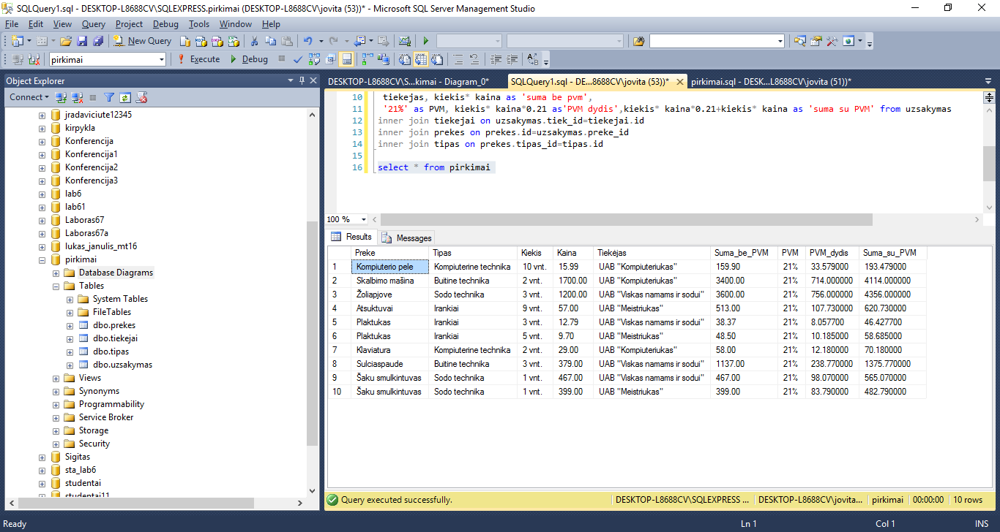 SQLQuery1.sql - DESKTOP-L8688CV\SQLEXPRESS.pirkimai (DESKTOP-L8688CV\jovita (53))* - Microsoft SQL Server Management Studio
File Edit View Query Project Debug Tools Window Help
New Query
pirkimai Execute Debug
Object Explorer
Connect
jradaviciute12345
kirpykla
Konferencija
Konferencija1
Konferencija2
Konferencija3
lab6
lab61
Laboras67
Laboras67a
lukas_janulis_mt16
pirkimai
Database Diagrams
Tables
System Tables
FileTables
dbo.prekes
dbo.tiekejai
dbo.tipas
dbo.uzsakymas
Views
Synonyms
Programmability
Service Broker
Storage
Security
Sigitas
sta_lab6
studentai
studentai11
DESKTOP-L8688CV\S...kimai - Diagram_0* SQLQuery1.sql - DE...8688CV\jovita (53))* pirkimai.sql - DESK...L8688CV\jovita (51))*
10 tiekejas, kiekis* kaina as 'suma be pvm',
11 '21%' as PVM, kiekis* kaina*0.21 as'PVM dydis',kiekis* kaina*0.21+kiekis* kaina as 'suma su PVM' from uzsakymas
12 inner join tiekejai on uzsakymas.tiek_id=tiekejai.id
13 inner join prekes on prekes.id=uzsakymas.preke_id
14 inner join tipas on prekes.tipas_id=tipas.id
15
16 select * from pirkimai
100 %
Results Messages
Preke Tipas Kiekis Kaina Tiekėjas Suma_be_PVM PVM PVM_dydis Suma_su_PVM
1 Kompiuterio pele Kompiuterine technika 10 vnt. 15.99 UAB "Kompiuteriukas" 159.90 21% 33.579000 193.479000
2 Skalbimo mašina Buitine technika 2 vnt. 1700.00 UAB "Kompiuteriukas" 3400.00 21% 714.000000 4114.000000
3 Žoliapjove Sodo technika 3 vnt. 1200.00 UAB "Viskas namams ir sodui" 3600.00 21% 756.000000 4356.000000
4 Atsuktuvai Irankiai 9 vnt. 57.00 UAB "Meistriukas" 513.00 21% 107.730000 620.730000
5 Plaktukas Irankiai 3 vnt. 12.79 UAB "Viskas namams ir sodui" 38.37 21% 8.057700 46.427700
6 Plaktukas Irankiai 5 vnt. 9.70 UAB "Meistriukas" 48.50 21% 10.185000 58.685000
7 Klaviatura Kompiuterine technika 2 vnt. 29.00 UAB "Kompiuteriukas" 58.00 21% 12.180000 70.180000
8 Sulciaspaude Buitine technika 3 vnt. 379.00 UAB "Viskas namams ir sodui" 1137.00 21% 238.770000 1375.770000
9 Šaku smulkintuvas Sodo technika 1 vnt. 467.00 UAB "Viskas namams ir sodui" 467.00 21% 98.070000 565.070000
10 Šaku smulkintuvas Sodo technika 1 vnt. 399.00 UAB "Meistriukas" 399.00 21% 83.790000 482.790000
Query executed successfully. DESKTOP-L8688CV\SQLEXPRESS ... DESKTOP-L8688CV\jovita... pirkimai 00:00:00 10 rows
Ready Ln 1 Col 1 INS